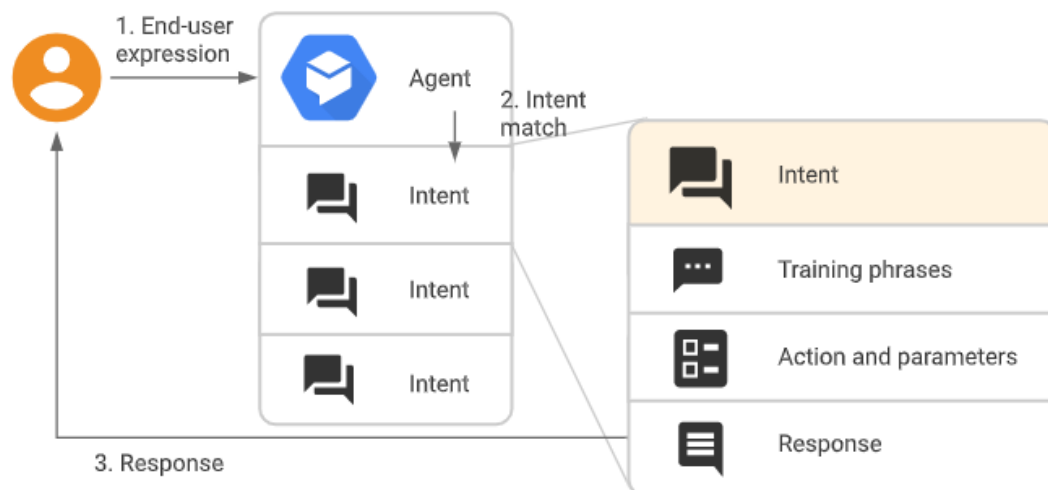 1. End-user
expression
Agent
2. Intent
match
Intent
Intent
Intent
Intent
Training phrases
Action and parameters
Response
3. Response